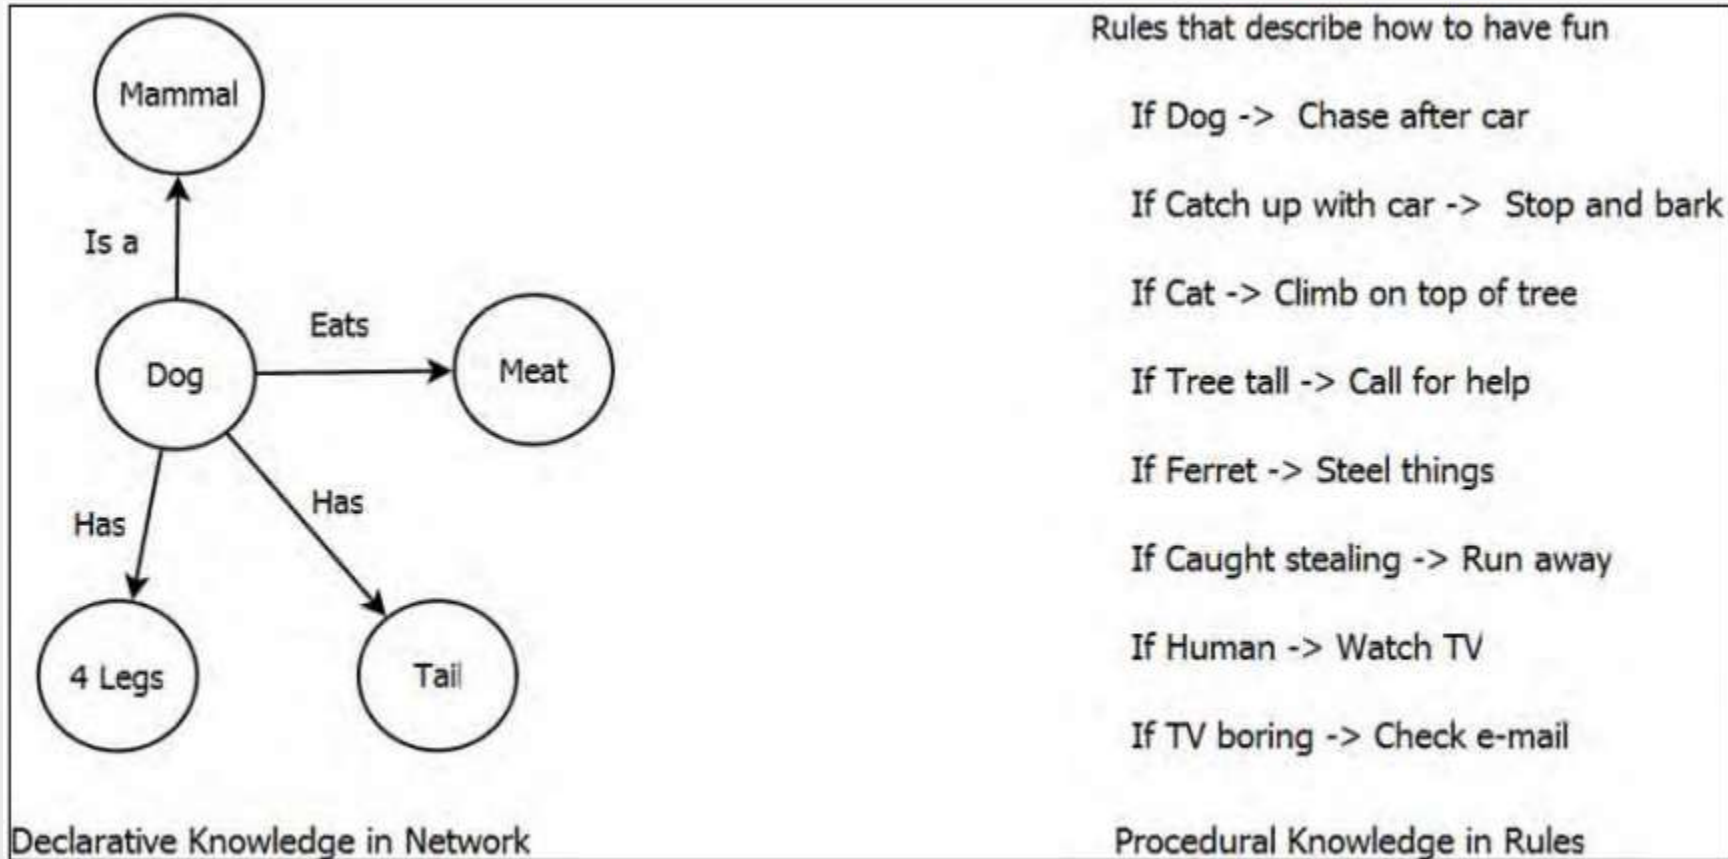 Mammal
Is a
Dog
Eats
Meat
Has
Has
4 Legs
Tail
Declarative Knowledge in Network
Rules that describe how to have fun
If Dog -> Chase after car
If Catch up with car -> Stop and bark
If Cat -> Climb on top of tree
If Tree tall -> Call for help
If Ferret -> Steel things
If Caught stealing -> Run away
If Human -> Watch TV
If TV boring -> Check e-mail
Procedural Knowledge in Rules